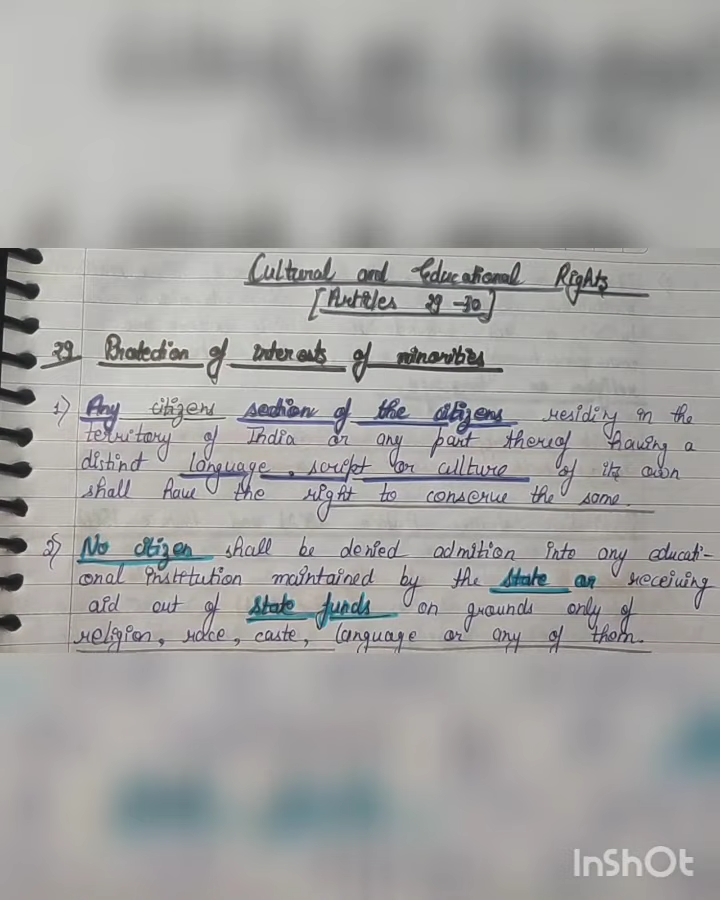 Cultural and Educational Rights
[Articles 29-30]
29 Protection of interests of minorities
1) Any citizens section of the citizens residing in the
territory of India or any part thereof having a
distinct language, script or culture of its own
shall have the right to conserve the same.
2) No citizen shall be denied admition into any educati-
onal institution maintained by the state or receiving
aid out of state funds on grounds only of
religion, race, caste, language or any of them.
InShOt